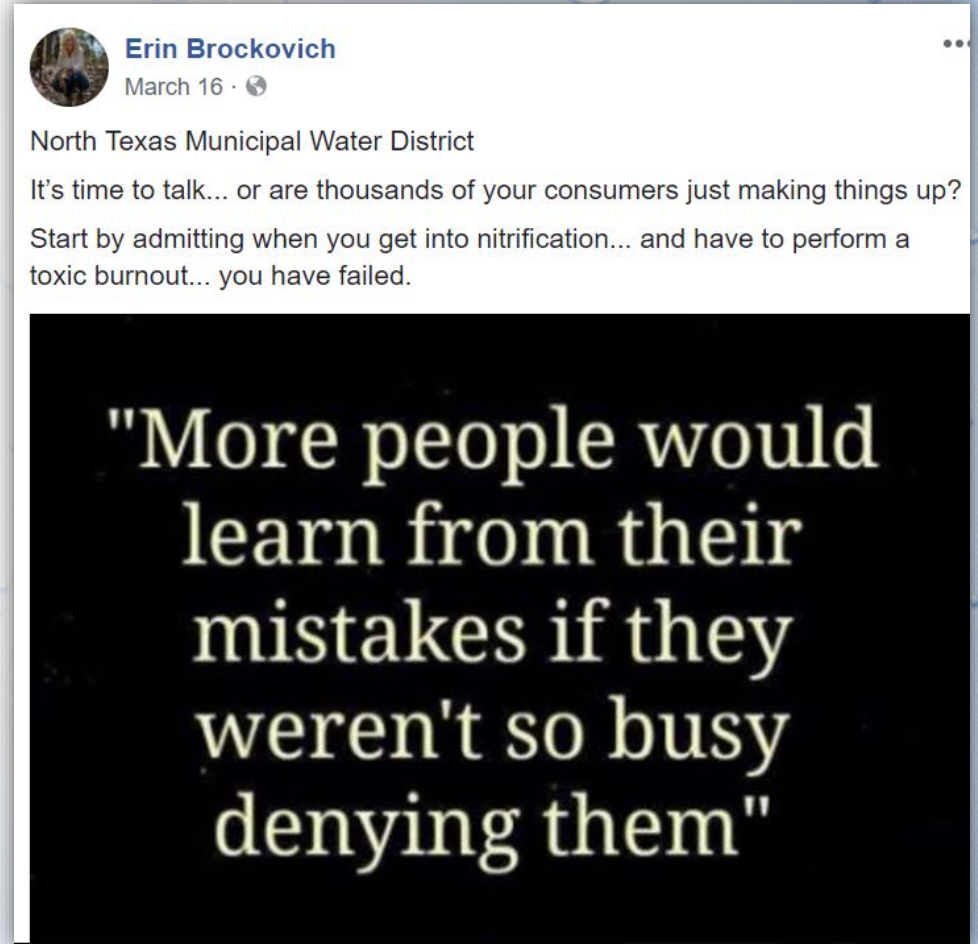 Erin Brockovich
March 16 ·
North Texas Municipal Water District
It’s time to talk... or are thousands of your consumers just making things up?
Start by admitting when you get into nitrification... and have to perform a
toxic burnout... you have failed.
"More people would
learn from their
mistakes if they
weren't so busy
denying them"